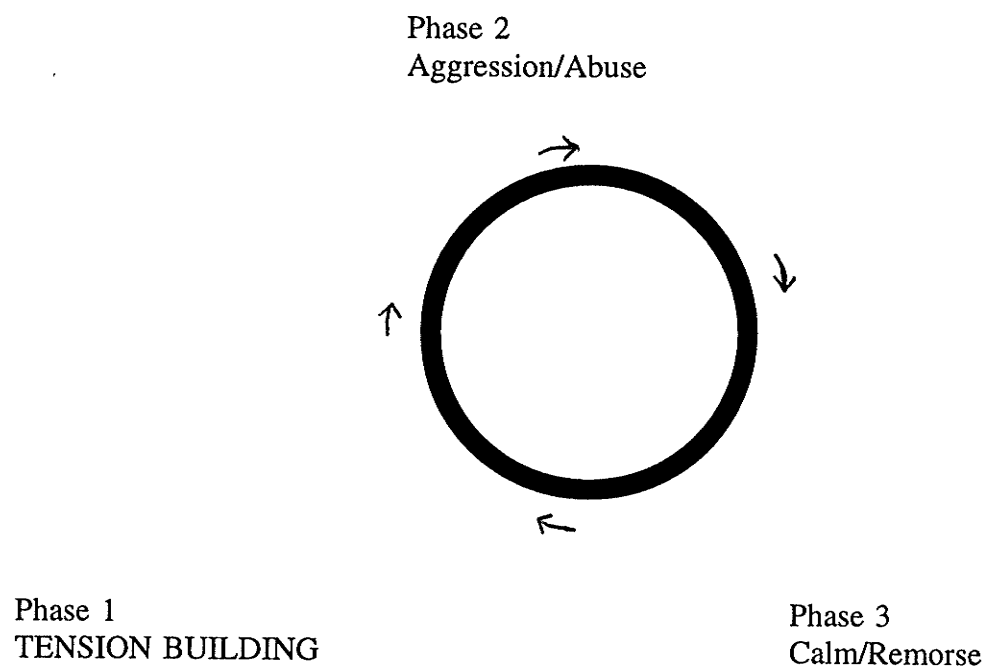 Phase 2
Aggression/Abuse
Phase 1
TENSION BUILDING
Phase 3
Calm/Remorse